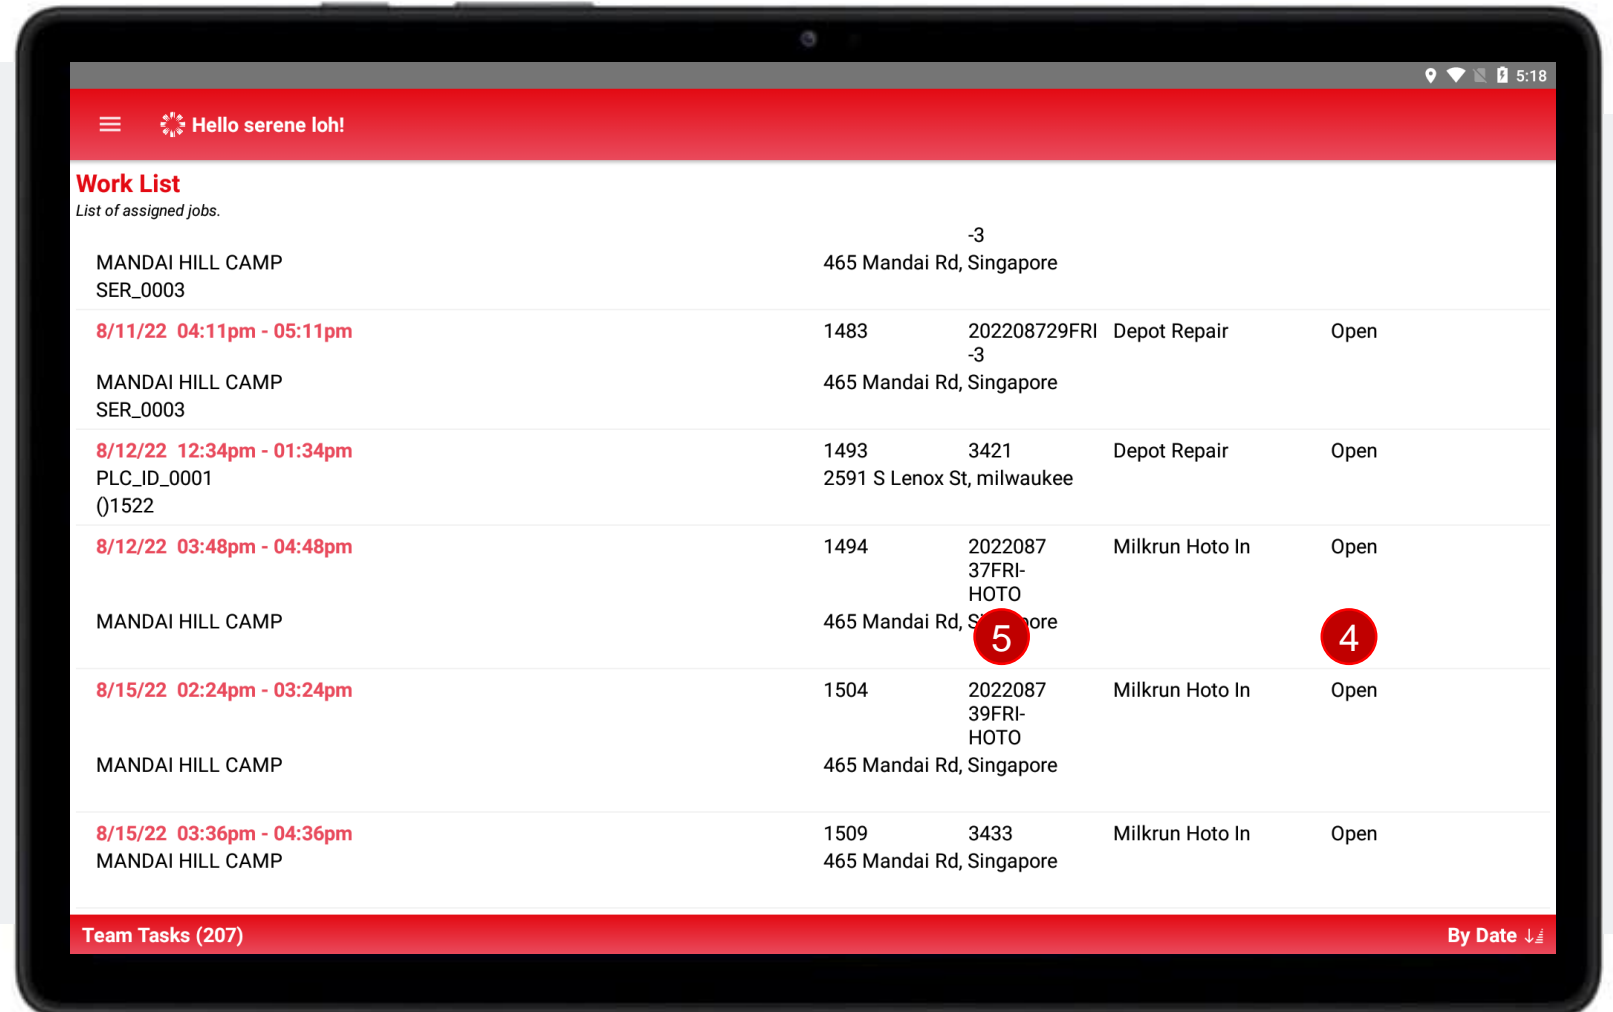 5:18
Hello serene loh!
Work List
List of assigned jobs.
-3
MANDAI HILL CAMP 465 Mandai Rd, Singapore
SER_0003
8/11/22 04:11pm - 05:11pm 1483 202208729FRI Depot Repair Open
-3
MANDAI HILL CAMP 465 Mandai Rd, Singapore
SER_0003
8/12/22 12:34pm - 01:34pm 1493 3421 Depot Repair Open
PLC_ID_0001 2591 S Lenox St, milwaukee
()1522
8/12/22 03:48pm - 04:48pm 1494 2022087 Milkrun Hoto In Open
37FRI-
HOTO
MANDAI HILL CAMP 465 Mandai Rd,
5 4
8/15/22 02:24pm - 03:24pm 1504 2022087 Milkrun Hoto In Open
39FRI-
HOTO
MANDAI HILL CAMP 465 Mandai Rd, Singapore
8/15/22 03:36pm - 04:36pm 1509 3433 Milkrun Hoto In Open
MANDAI HILL CAMP 465 Mandai Rd, Singapore
Team Tasks (207) By Date